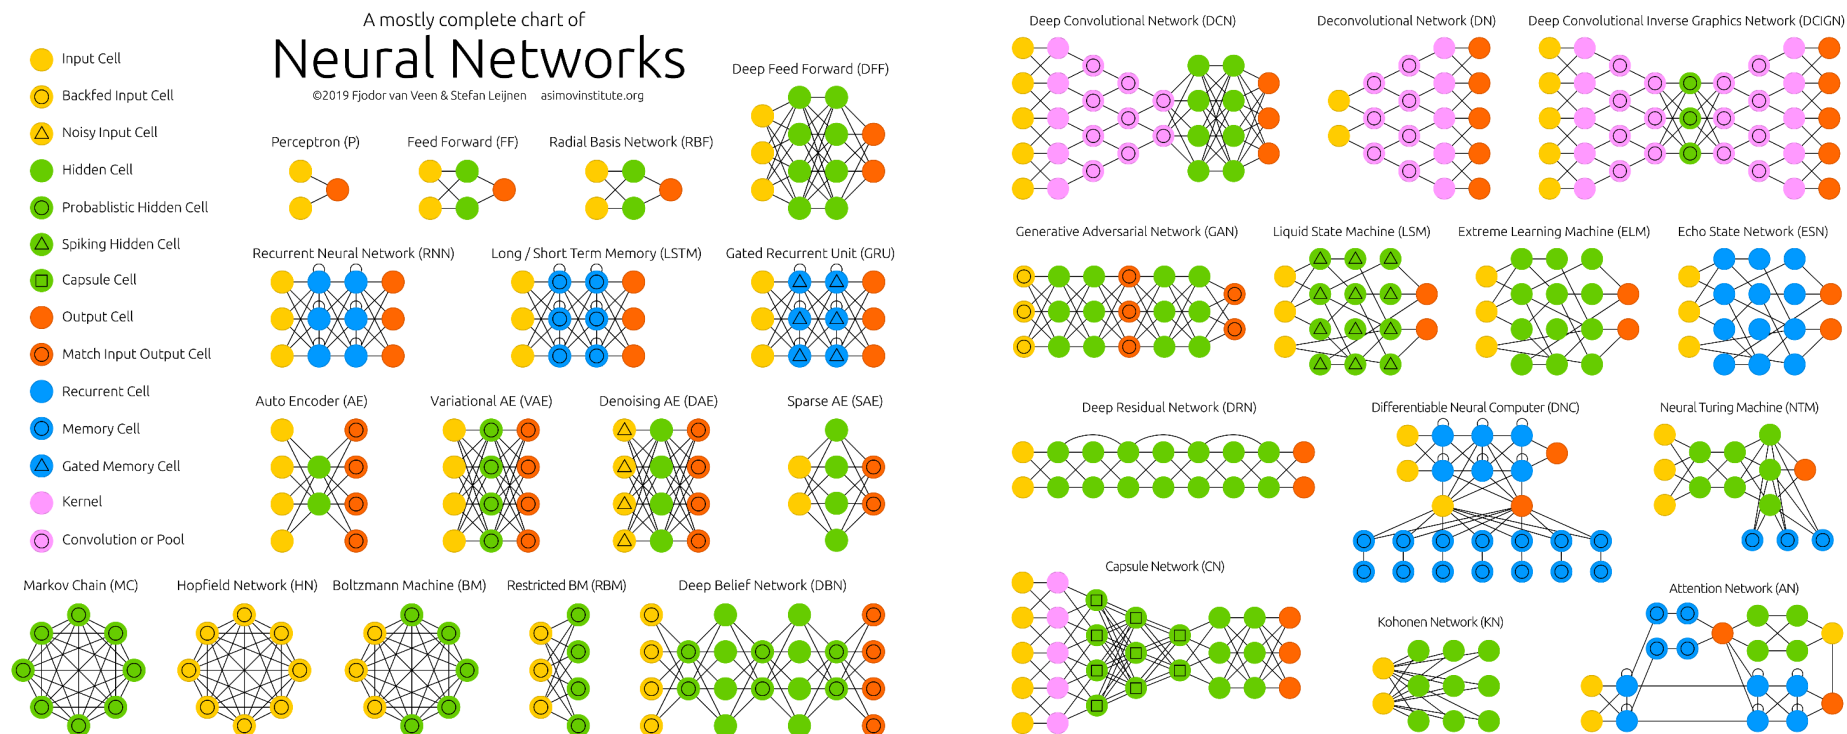 A mostly complete chart of
Neural Networks
©2019 Fjodor van Veen & Stefan Leijnen asimovinstitute.org
Input Cell
Backfed Input Cell
Noisy Input Cell
Hidden Cell
Probablistic Hidden Cell
Spiking Hidden Cell
Capsule Cell
Output Cell
Match Input Output Cell
Recurrent Cell
Memory Cell
Gated Memory Cell
Kernel
Convolution or Pool
Deep Feed Forward (DFF)
Perceptron (P)
Feed Forward (FF)
Radial Basis Network (RBF)
Recurrent Neural Network (RNN)
Long / Short Term Memory (LSTM)
Gated Recurrent Unit (GRU)
Auto Encoder (AE)
Variational AE (VAE)
Denoising AE (DAE)
Sparse AE (SAE)
Markov Chain (MC)
Hopfield Network (HN)
Boltzmann Machine (BM)
Restricted BM (RBM)
Deep Belief Network (DBN)
Deep Convolutional Network (DCN)
Deconvolutional Network (DN)
Deep Convolutional Inverse Graphics Network (DCIGN)
Generative Adversarial Network (GAN)
Liquid State Machine (LSM)
Extreme Learning Machine (ELM)
Echo State Network (ESN)
Deep Residual Network (DRN)
Differentiable Neural Computer (DNC)
Neural Turing Machine (NTM)
Capsule Network (CN)
Kohonen Network (KN)
Attention Network (AN)